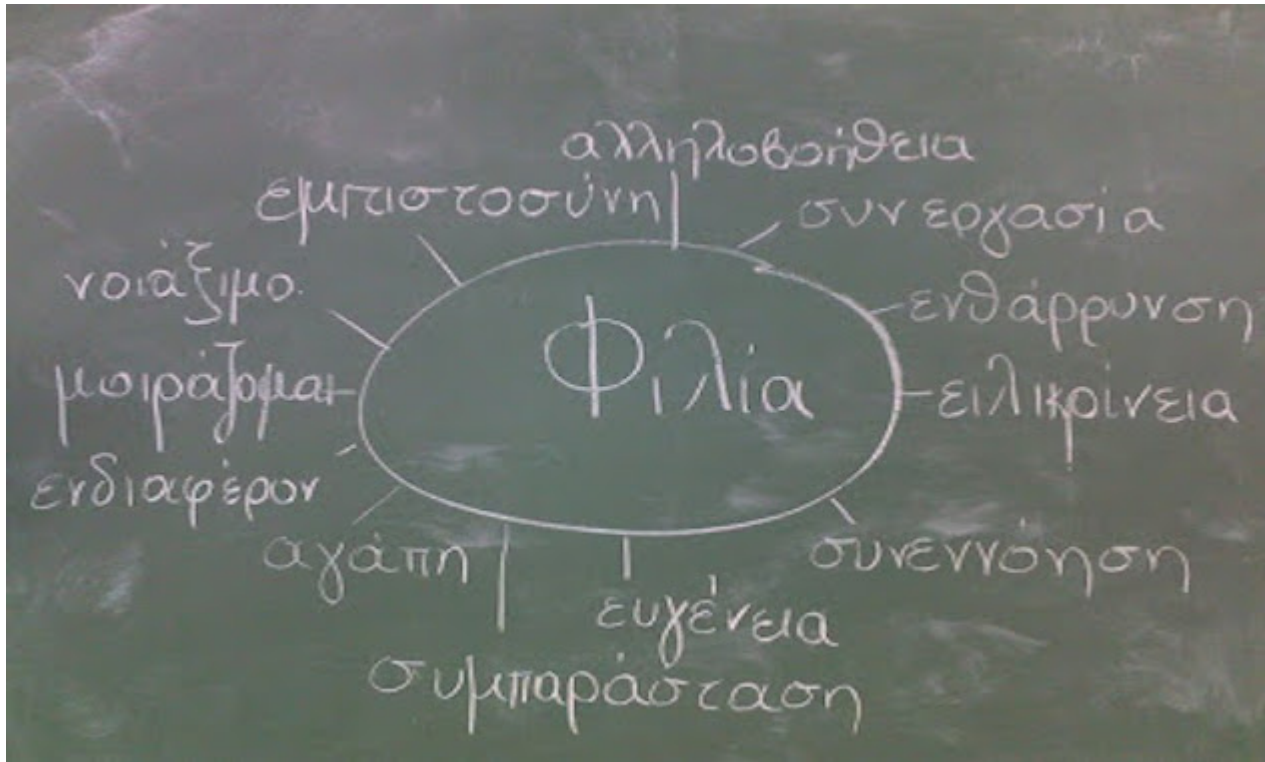 αλληλοβοήθεια
εμπιστοσύνη
συνεργασία
νοιάξιμο.
ενθάρρυνση
Φιλία
μοιράζομαι
ειλικρίνεια
ενδιαφέρον
αγάπη
συνεννόηση
ευγένεια
συμπαράσταση